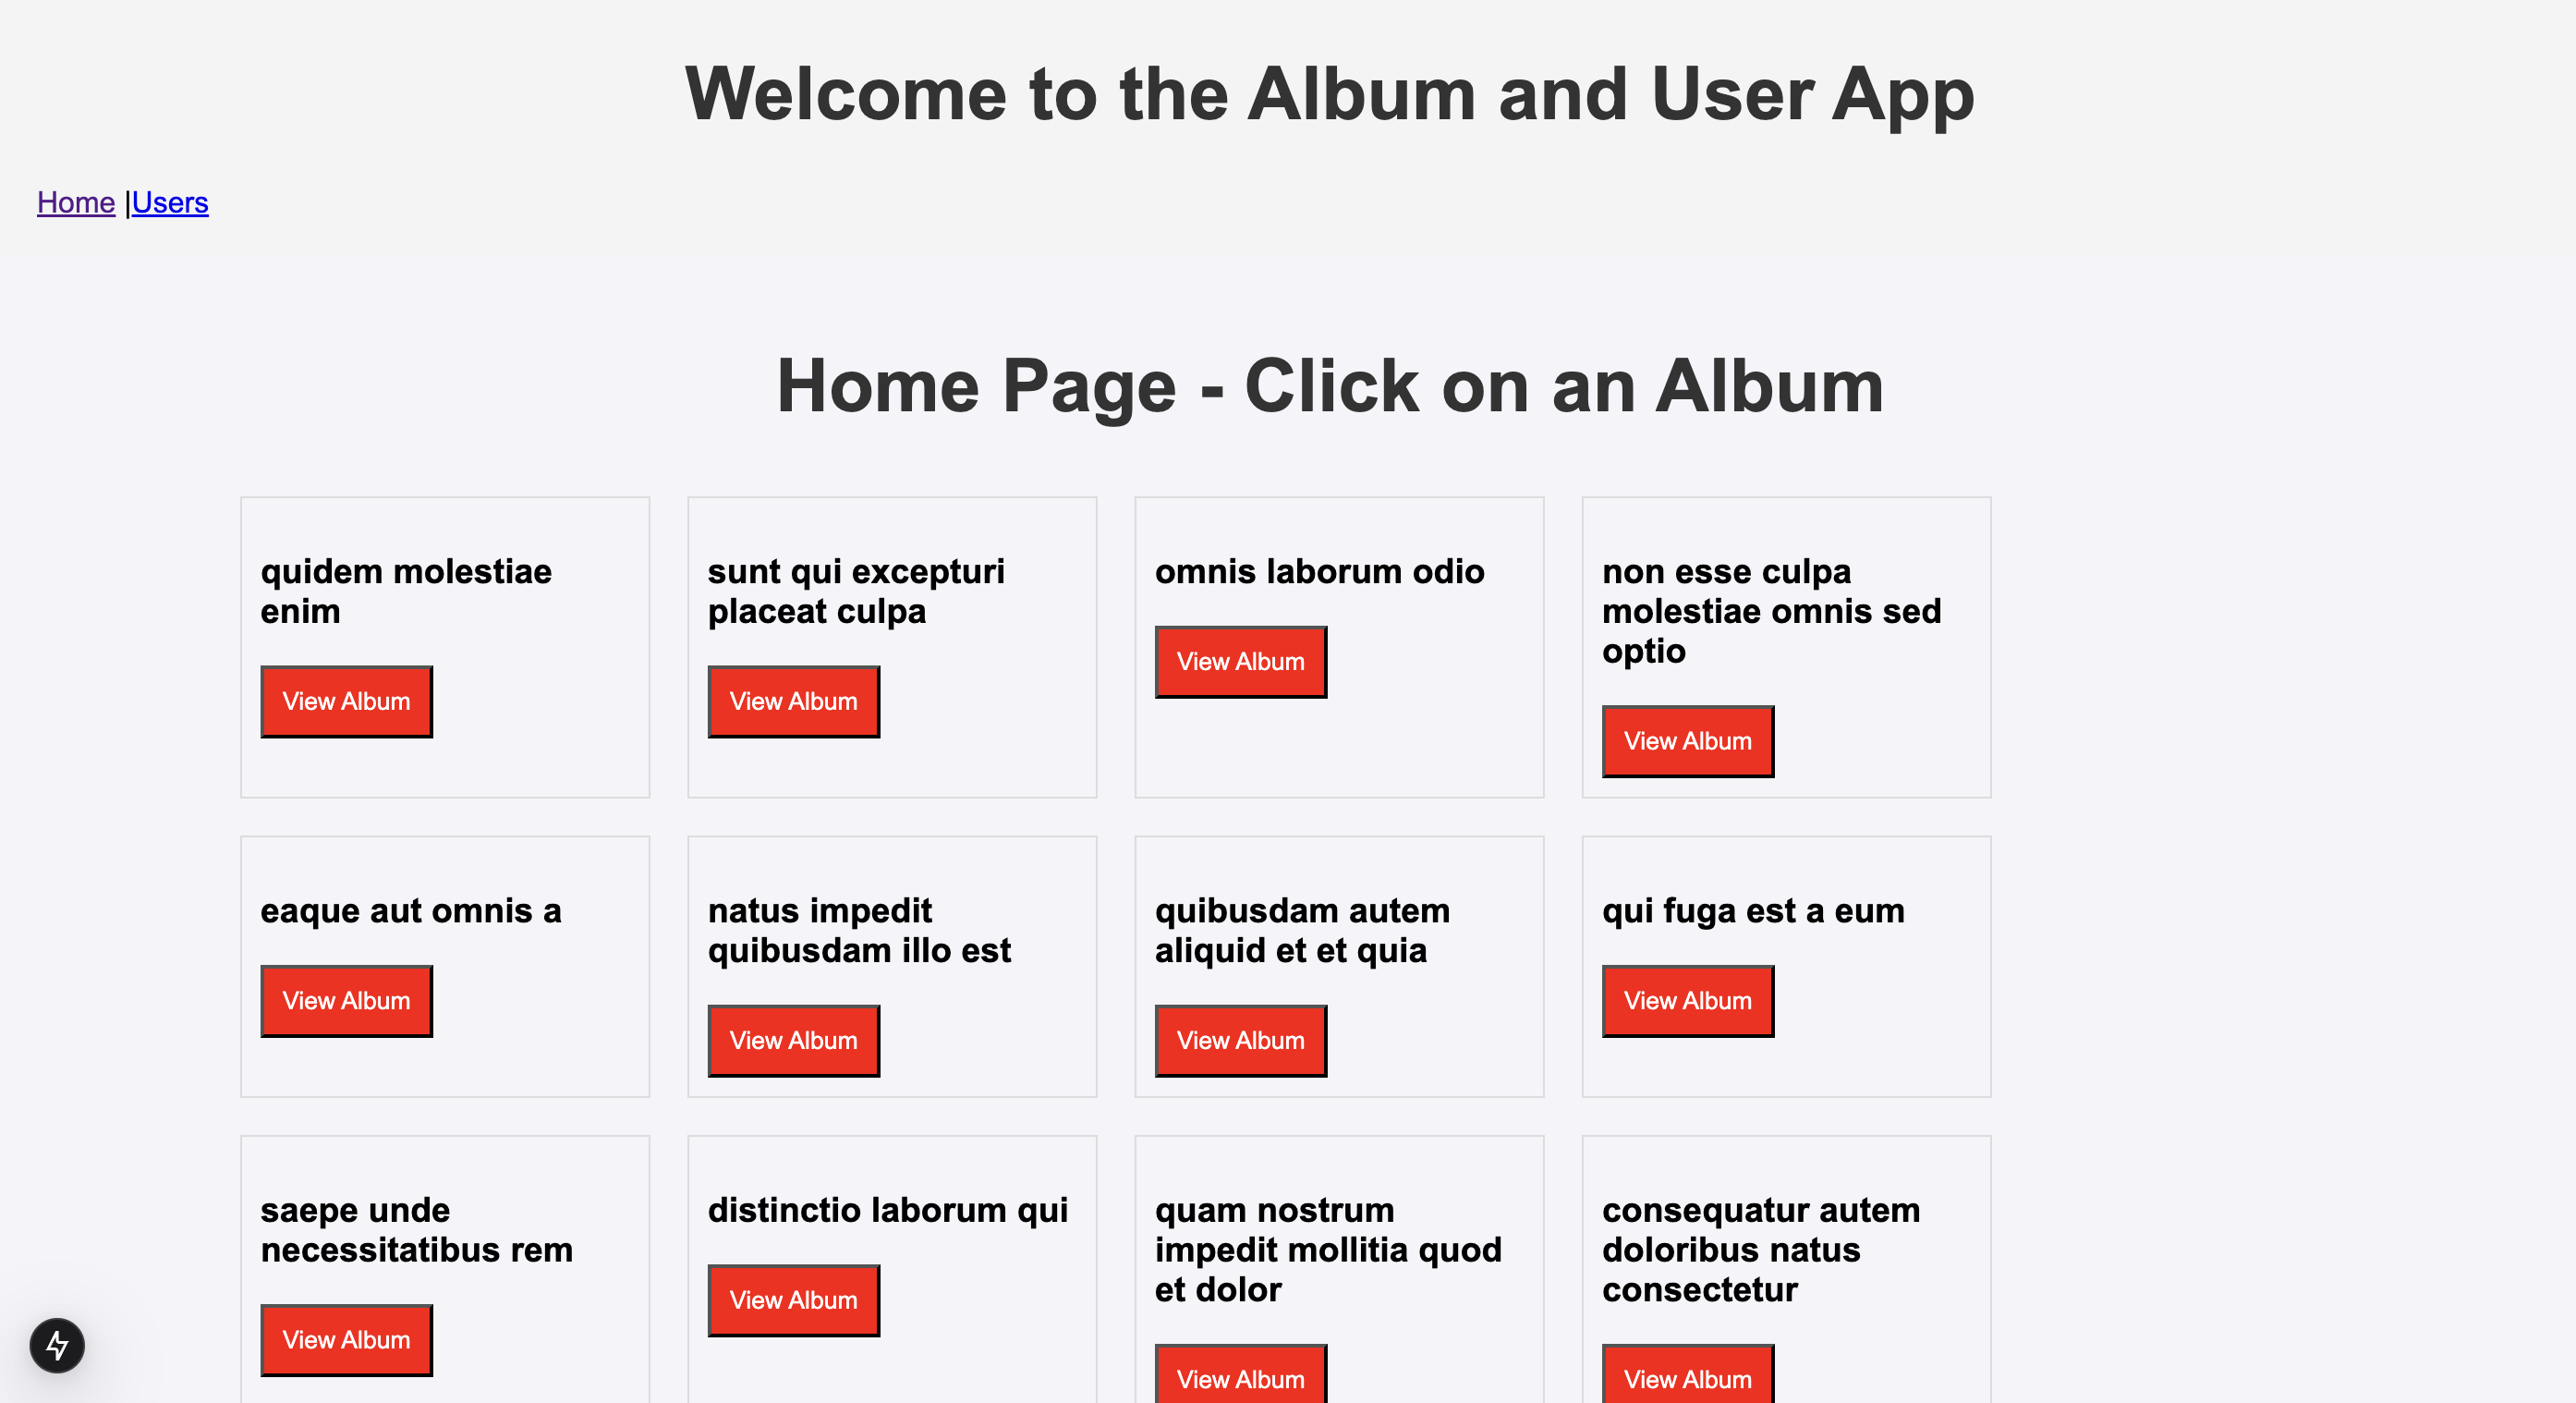 Welcome to the Album and User App
Home |Users
Home Page - Click on an Album
quidem molestiae
enim
View Album
sunt qui excepturi
placeat culpa
View Album
omnis laborum odio
View Album
non esse culpa
molestiae omnis sed
optio
View Album
eaque aut omnis a
View Album
natus impedit
quibusdam illo est
View Album
quibusdam autem
aliquid et et quia
View Album
qui fuga est a eum
View Album
saepe unde
necessitatibus rem
View Album
distinctio laborum qui
View Album
quam nostrum
impedit mollitia quod
et dolor
View Album
consequatur autem
doloribus natus
consectetur
View Album